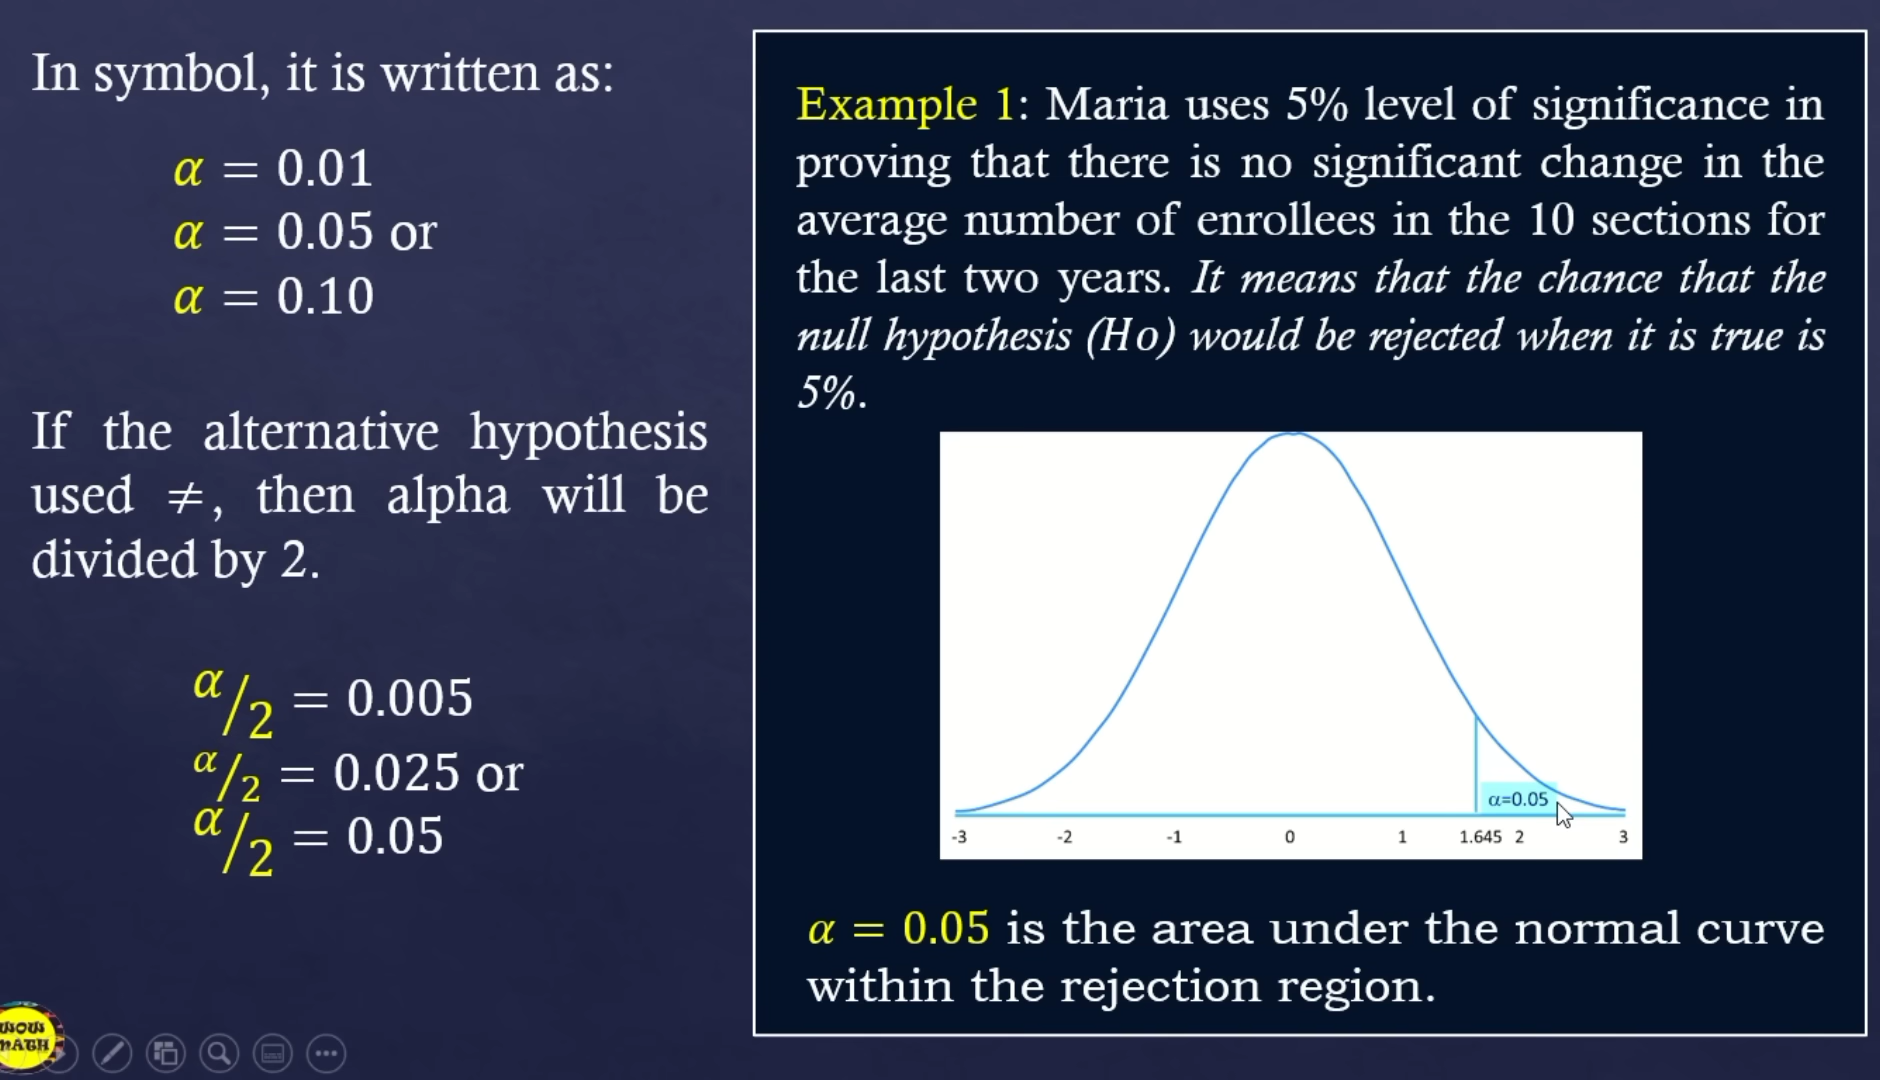 In symbol, it is written as:
α = 0.01
α = 0.05 or
α = 0.10
If the alternative hypothesis
used ≠, then alpha will be
divided by 2.
α/2 = 0.005
α/2 = 0.025 or
α/2 = 0.05
Example 1: Maria uses 5% level of significance in
proving that there is no significant change in the
average number of enrollees in the 10 sections for
the last two years. It means that the chance that the
null hypothesis (Ho) would be rejected when it is true is
5%.
α=0.05
-3 -2 -1 0 1 1.645 2 3
α = 0.05 is the area under the normal curve
within the rejection region.
WOW
MATH